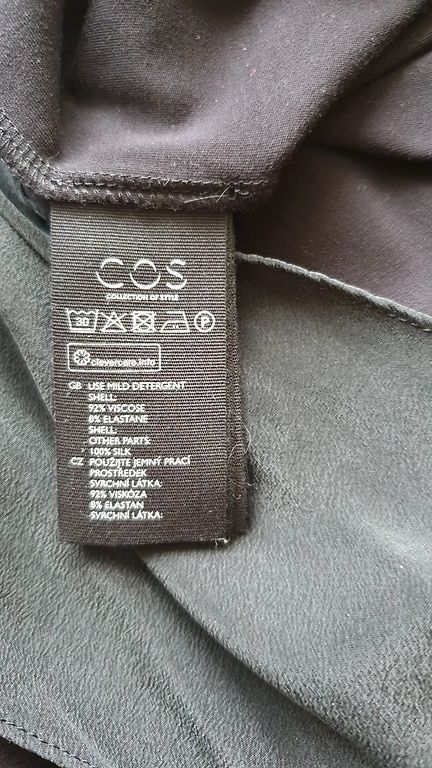 COS
COLLECTION OF STYLE
30 P
clevercare.info
GB USE MILD DETERGENT
SHELL:
92% VISCOSE
8% ELASTANE
SHELL:
OTHER PARTS:
100% SILK
CZ POUŽIJTE JEMNÝ PRACÍ
PROSTŘEDEK
SVRCHNÍ LÁTKA:
92% VISKÓZA
8% ELASTAN
SVRCHNÍ LÁTKA: